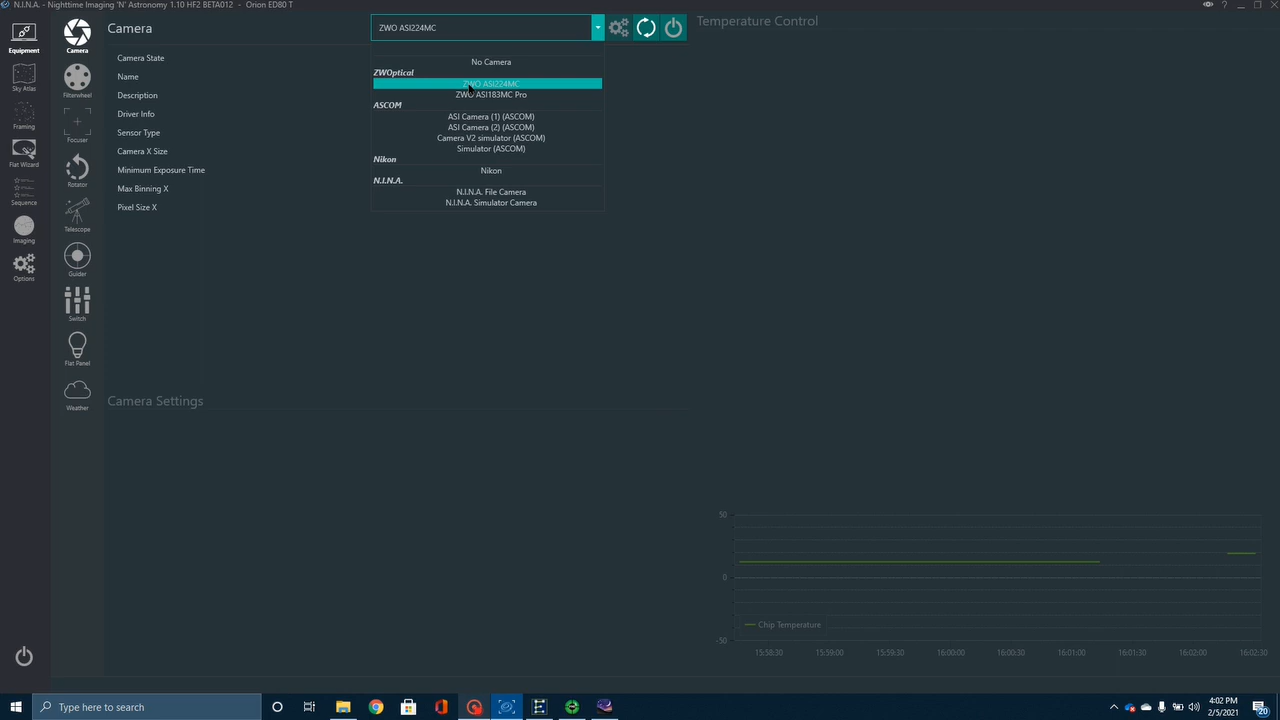 N.I.N.A. - Nighttime Imaging 'N' Astronomy 1.10 HF2 BETA012 - Orion ED80 T
Equipment
Sky Atlas
Framing
Flat Wizard
Sequence
Imaging
Options
Camera
Filterwheel
Focuser
Rotator
Telescope
Guider
Switch
Flat Panel
Weather
Camera
ZWO ASI224MC
Camera State
Name
Description
Driver Info
Sensor Type
Camera X Size
Minimum Exposure Time
Max Binning X
Pixel Size X
No Camera
ZWOptical
ZWO ASI224MC
ZWO ASI183MC Pro
ASCOM
ASI Camera (1) (ASCOM)
ASI Camera (2) (ASCOM)
Camera V2 simulator (ASCOM)
Simulator (ASCOM)
Nikon
Nikon
N.I.N.A.
N.I.N.A. File Camera
N.I.N.A. Simulator Camera
Camera Settings
Temperature Control
50
0
-50
Chip Temperature
15:58:30
15:59:00
15:59:30
16:00:00
16:00:30
16:01:00
16:01:30
16:02:00
16:02:30
Type here to search
4:02 PM
2/5/2021
20